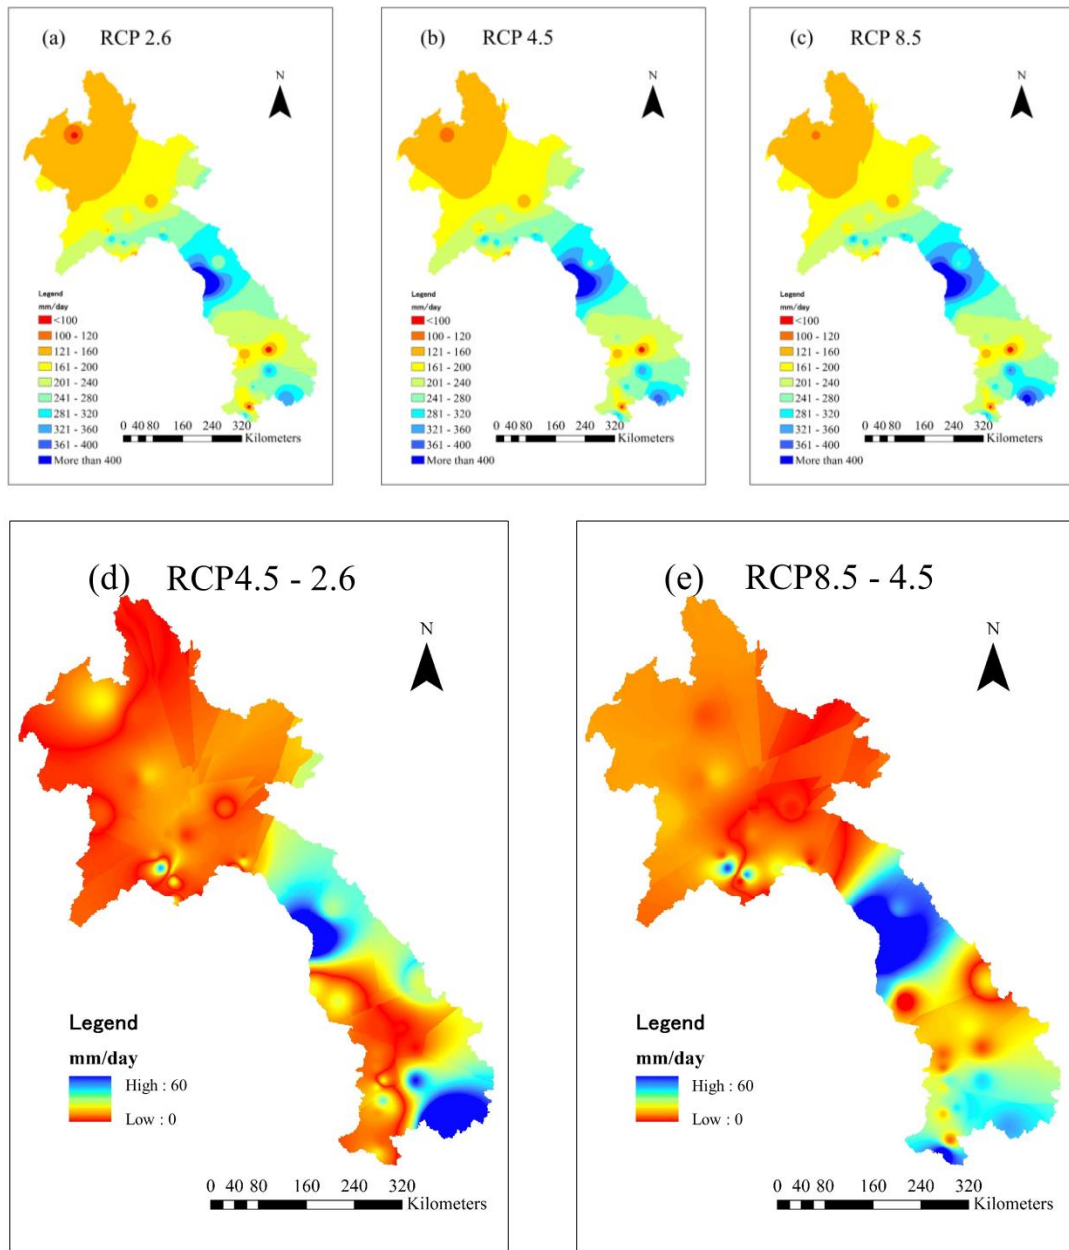 (a) RCP 2.6
N
Legend
mm/day
<100
100 - 120
121 - 160
161 - 200
201 - 240
241 - 280
281 - 320
321 - 360
361 - 400
More than 400
0 40 80 160 240 320
Kilometers
(b) RCP 4.5
N
Legend
mm/day
<100
100 - 120
121 - 160
161 - 200
201 - 240
241 - 280
281 - 320
321 - 360
361 - 400
More than 400
0 40 80 160 240 320
Kilometers
(c) RCP 8.5
N
Legend
mm/day
<100
100 - 120
121 - 160
161 - 200
201 - 240
241 - 280
281 - 320
321 - 360
361 - 400
More than 400
0 40 80 160 240 320
Kilometers
(d) RCP4.5 - 2.6
N
Legend
mm/day
High : 60
Low : 0
0 40 80 160 240 320
Kilometers
(e) RCP8.5 - 4.5
N
Legend
mm/day
High : 60
Low : 0
0 40 80 160 240 320
Kilometers